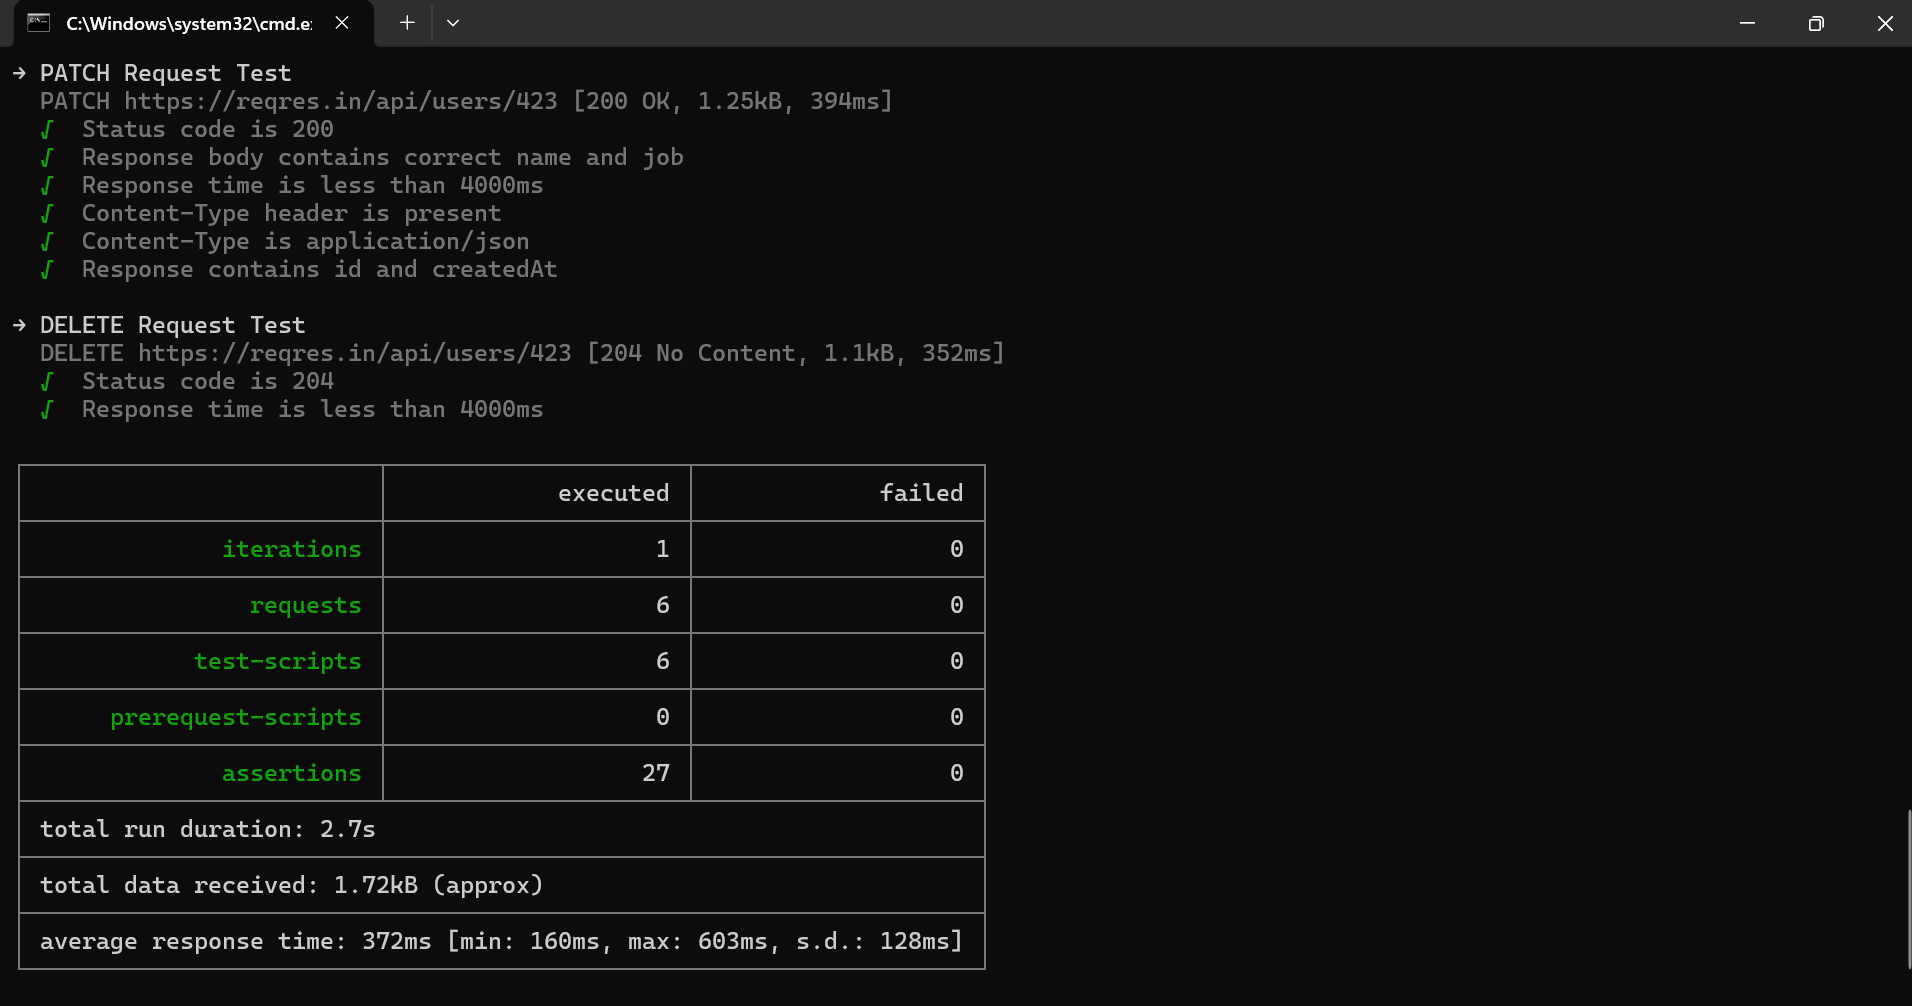 C:\Windows\system32\cmd.e
→ PATCH Request Test
PATCH https://reqres.in/api/users/423 [200 OK, 1.25kB, 394ms]
√ Status code is 200
√ Response body contains correct name and job
√ Response time is less than 4000ms
√ Content-Type header is present
√ Content-Type is application/json
√ Response contains id and createdAt
→ DELETE Request Test
DELETE https://reqres.in/api/users/423 [204 No Content, 1.1kB, 352ms]
√ Status code is 204
√ Response time is less than 4000ms
executed failed
iterations 1 0
requests 6 0
test-scripts 6 0
prerequest-scripts 0 0
assertions 27 0
total run duration: 2.7s
total data received: 1.72kB (approx)
average response time: 372ms [min: 160ms, max: 603ms, s.d.: 128ms]